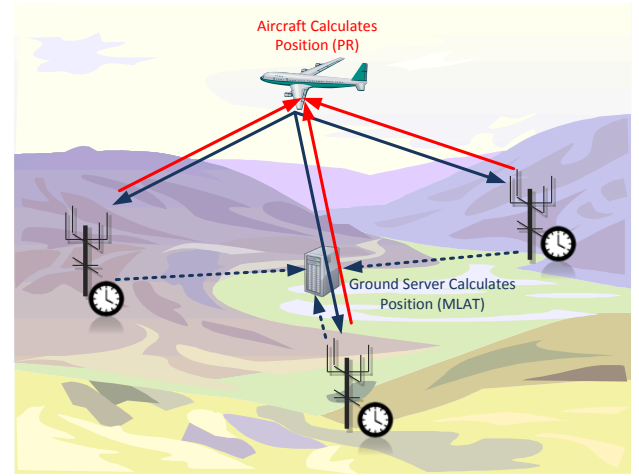 Aircraft Calculates
Position (PR)
Ground Server Calculates
Position (MLAT)